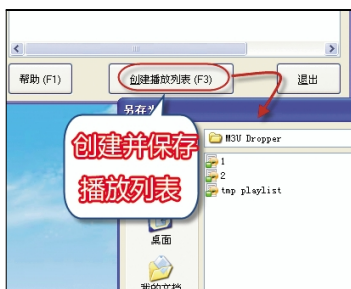 帮助 (F1)
创建播放列表 (F3)
退出
另存为
M3U Dropper
创建并保存
播放列表
1
2
tmp playlist
桌面
我的文档